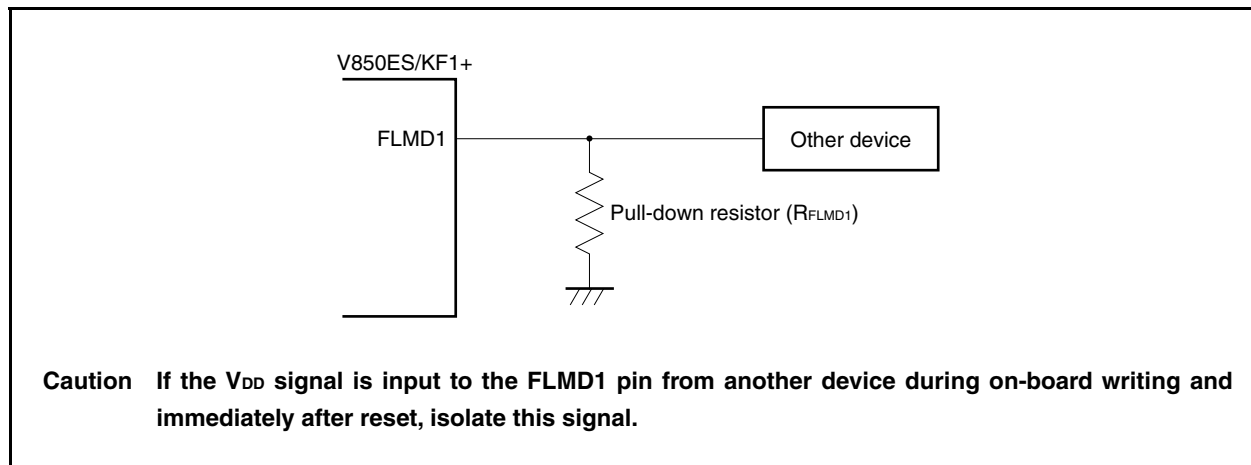 V850ES/KF1+
FLMD1
Other device
Pull-down resistor (RFLMD1)
Caution If the VDD signal is input to the FLMD1 pin from another device during on-board writing and
immediately after reset, isolate this signal.